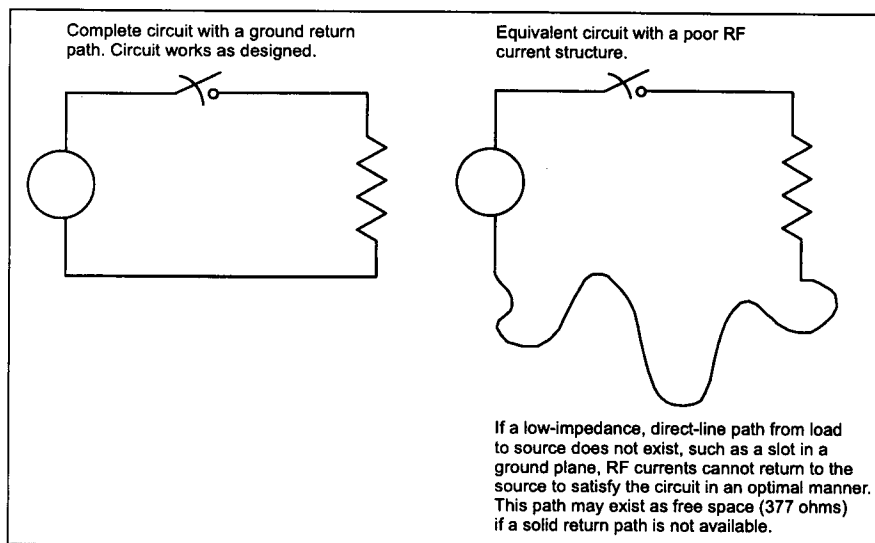 Complete circuit with a ground return
path. Circuit works as designed.
Equivalent circuit with a poor RF
current structure.
If a low-impedance, direct-line path from load
to source does not exist, such as a slot in a
ground plane, RF currents cannot return to the
source to satisfy the circuit in an optimal manner.
This path may exist as free space (377 ohms)
if a solid return path is not available.